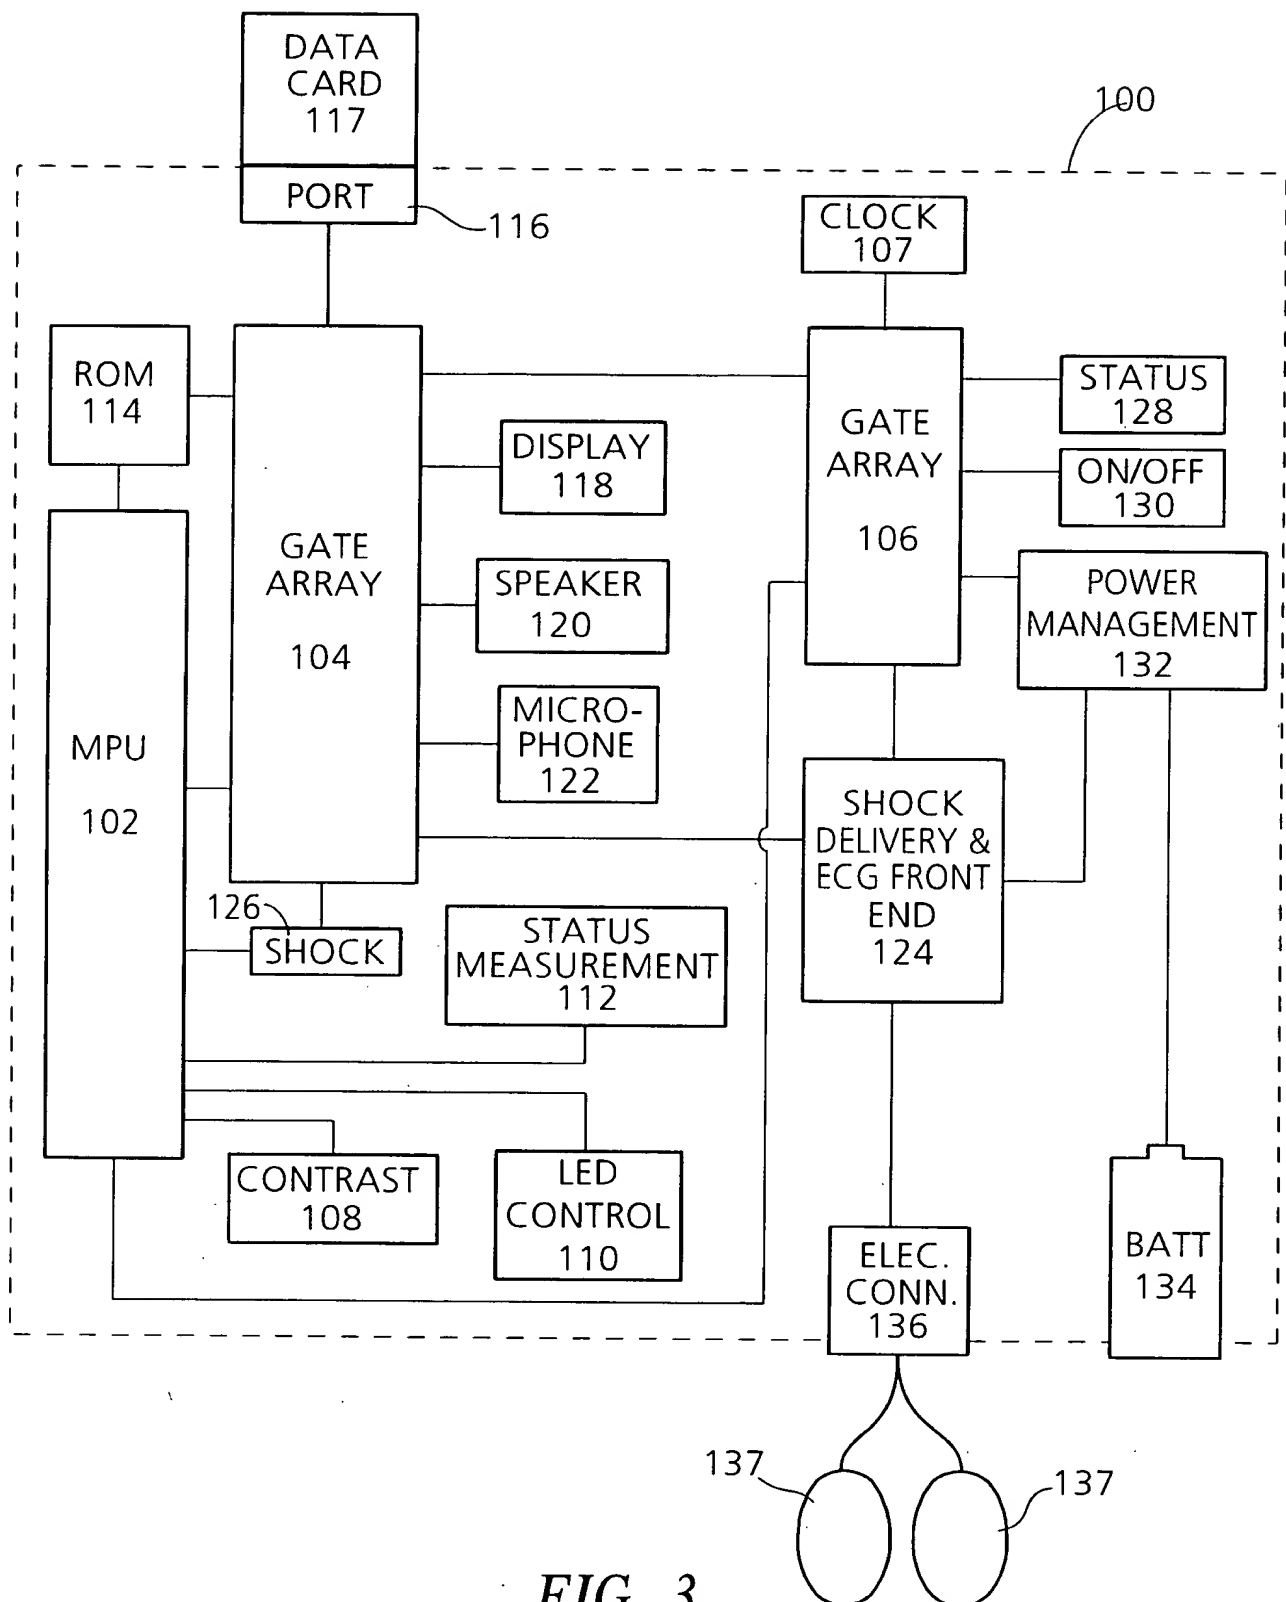 DATA
CARD
117
100
PORT
116
CLOCK
107
ROM
114
GATE
ARRAY
104
DISPLAY
118
SPEAKER
120
MICRO-
PHONE
122
GATE
ARRAY
106
STATUS
128
ON/OFF
130
POWER
MANAGEMENT
132
MPU
102
126
SHOCK
STATUS
MEASUREMENT
112
SHOCK
DELIVERY &
ECG FRONT
END
124
CONTRAST
108
LED
CONTROL
110
ELEC.
CONN.
136
BATT
134
137
137
FIG. 3